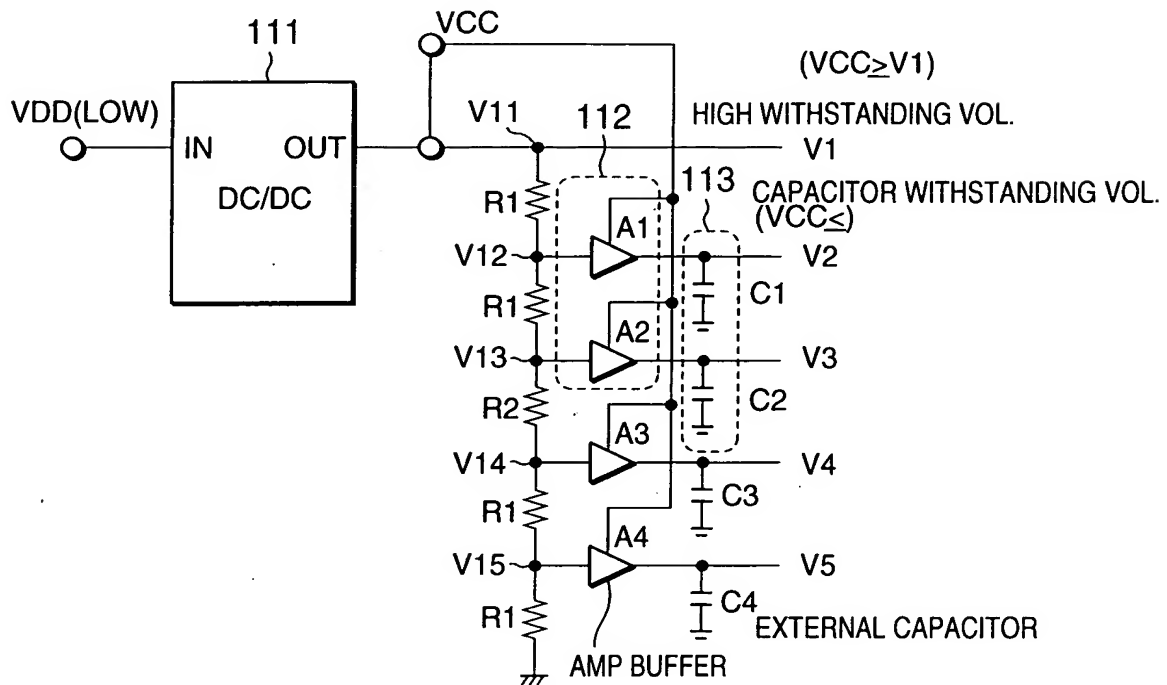 VCC
111
(VCC≥V1)
VDD(LOW)
V11
112
HIGH WITHSTANDING VOL.
IN
OUT
V1
DC/DC
113
CAPACITOR WITHSTANDING VOL.
(VCC≤)
R1
A1
V12
V2
C1
R1
A2
V13
V3
C2
R2
A3
V14
V4
C3
R1
A4
V15
V5
C4
R1
EXTERNAL CAPACITOR
AMP BUFFER